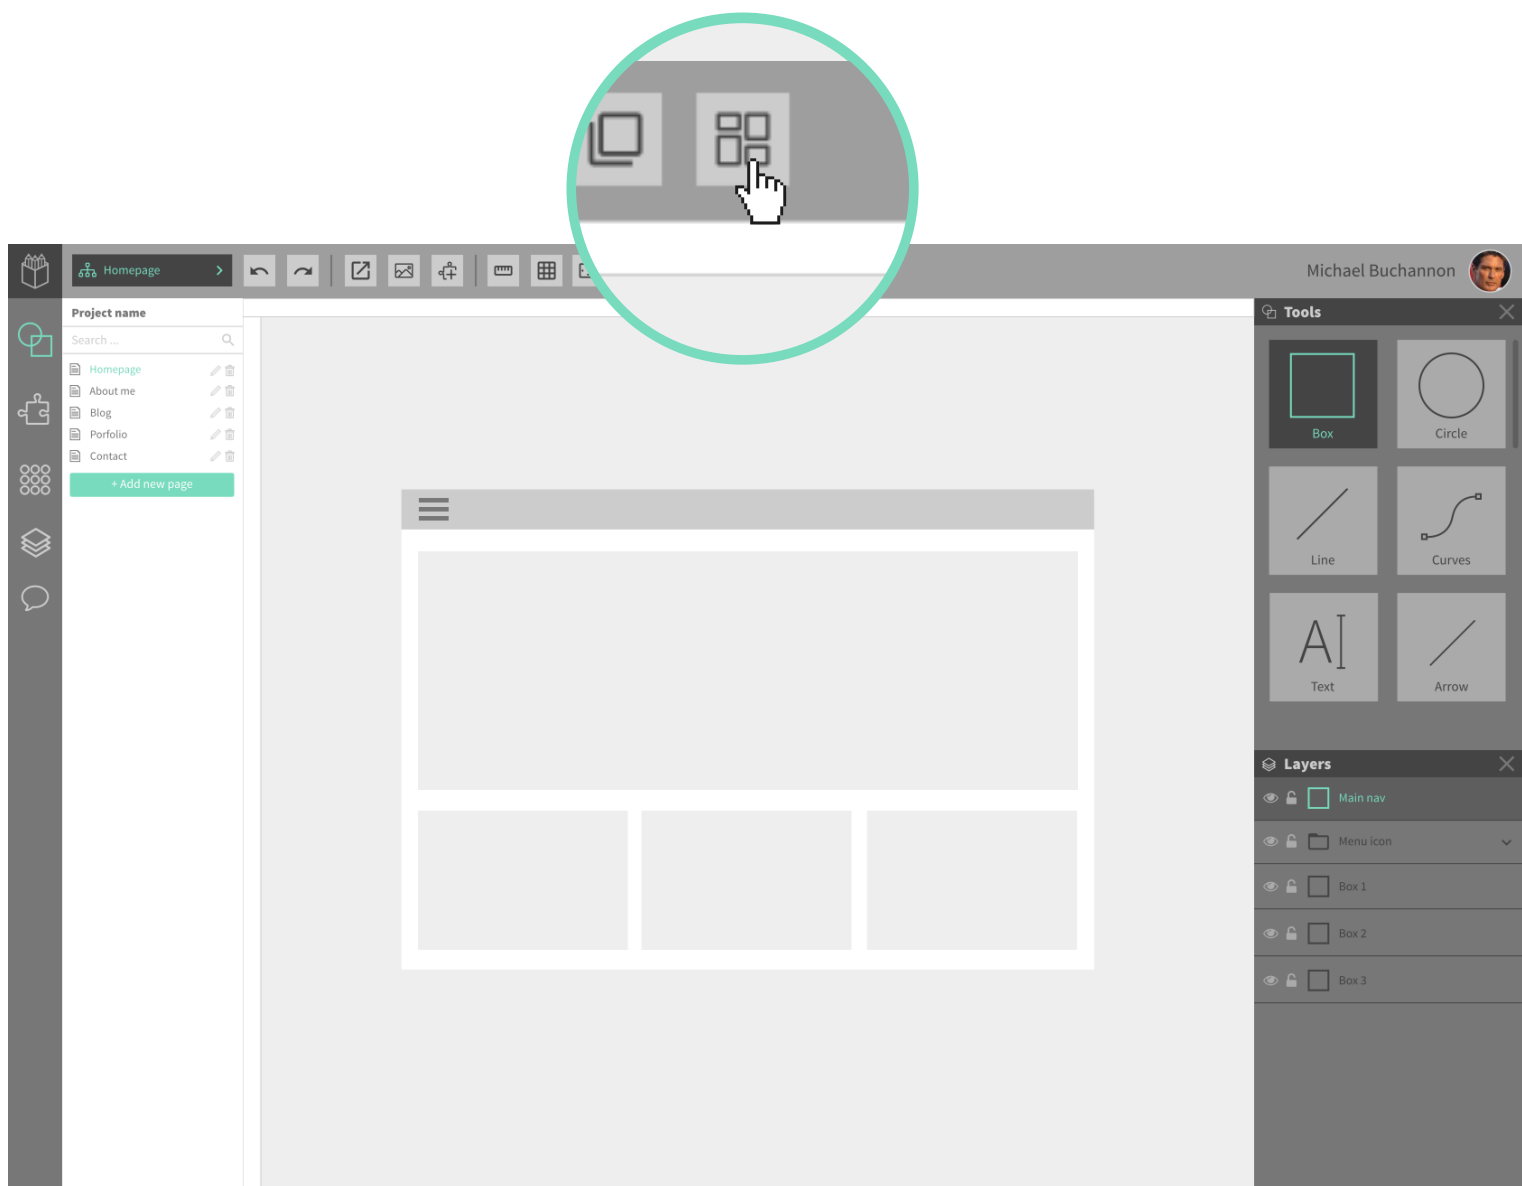 Homepage
Michael Buchannon
Project name
Search ...
Homepage
About me
Blog
Porfolio
Contact
+ Add new page
Tools
Box
Circle
Line
Curves
A
Text
Arrow
Layers
Main nav
Menu icon
Box 1
Box 2
Box 3